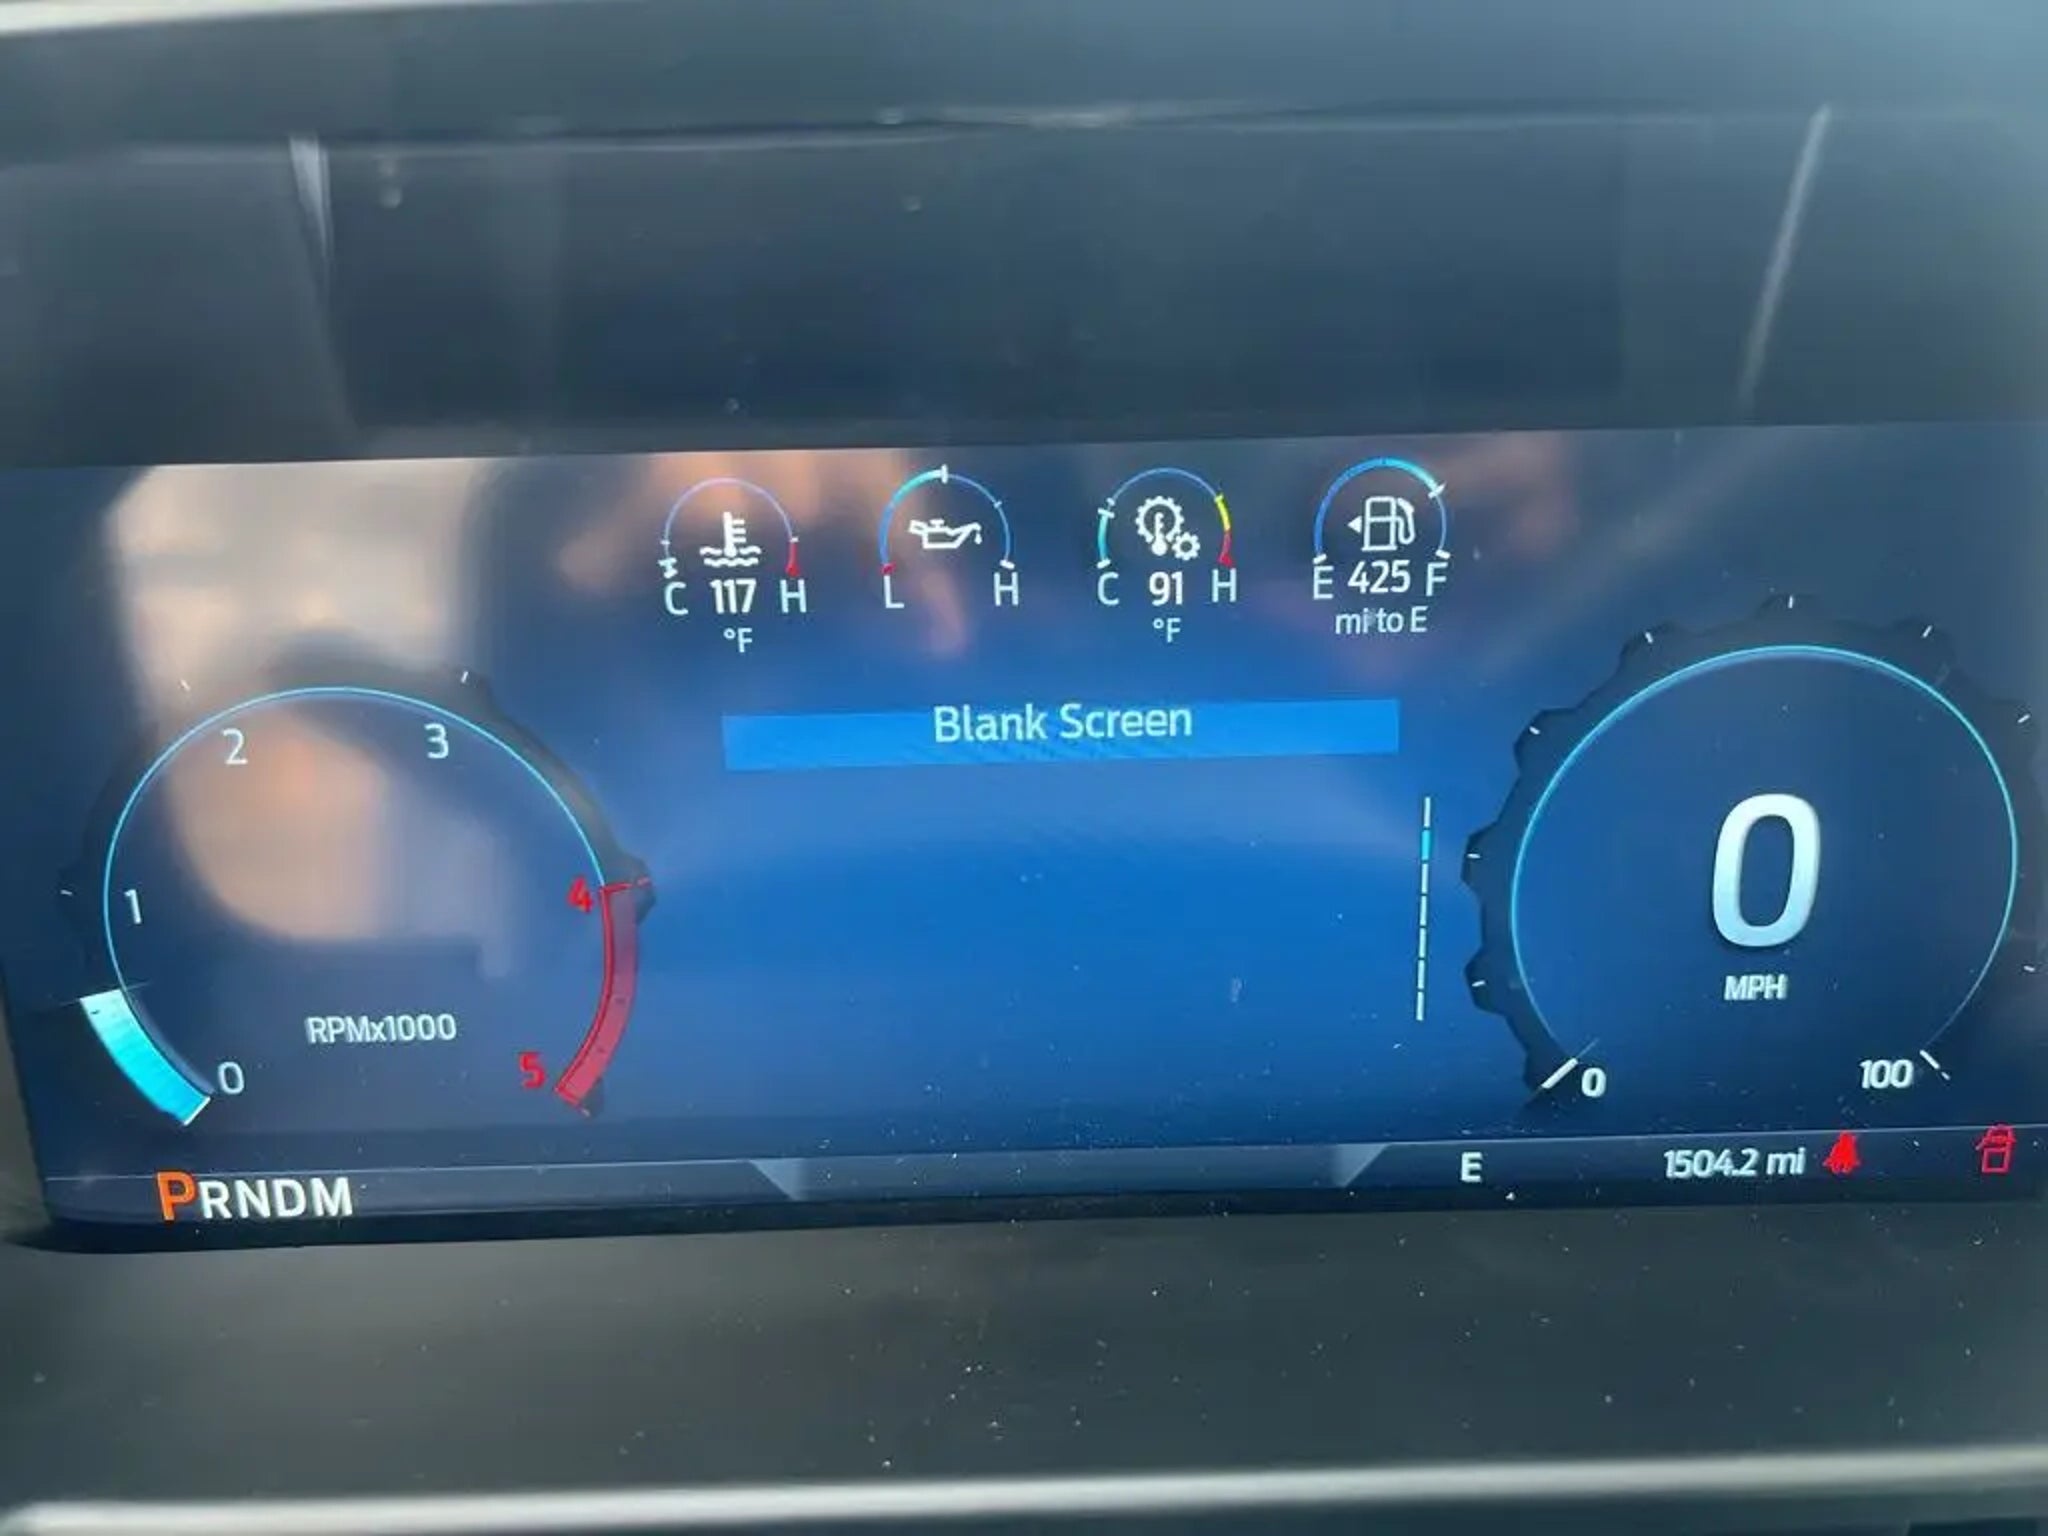 C 117 H
°F
L H
C 91 H
°F
E 425 F
mi to E
Blank Screen
2 3
1 4
RPMx1000
0 5
0
MPH
0 100
PRNDM
E
1504.2 mi